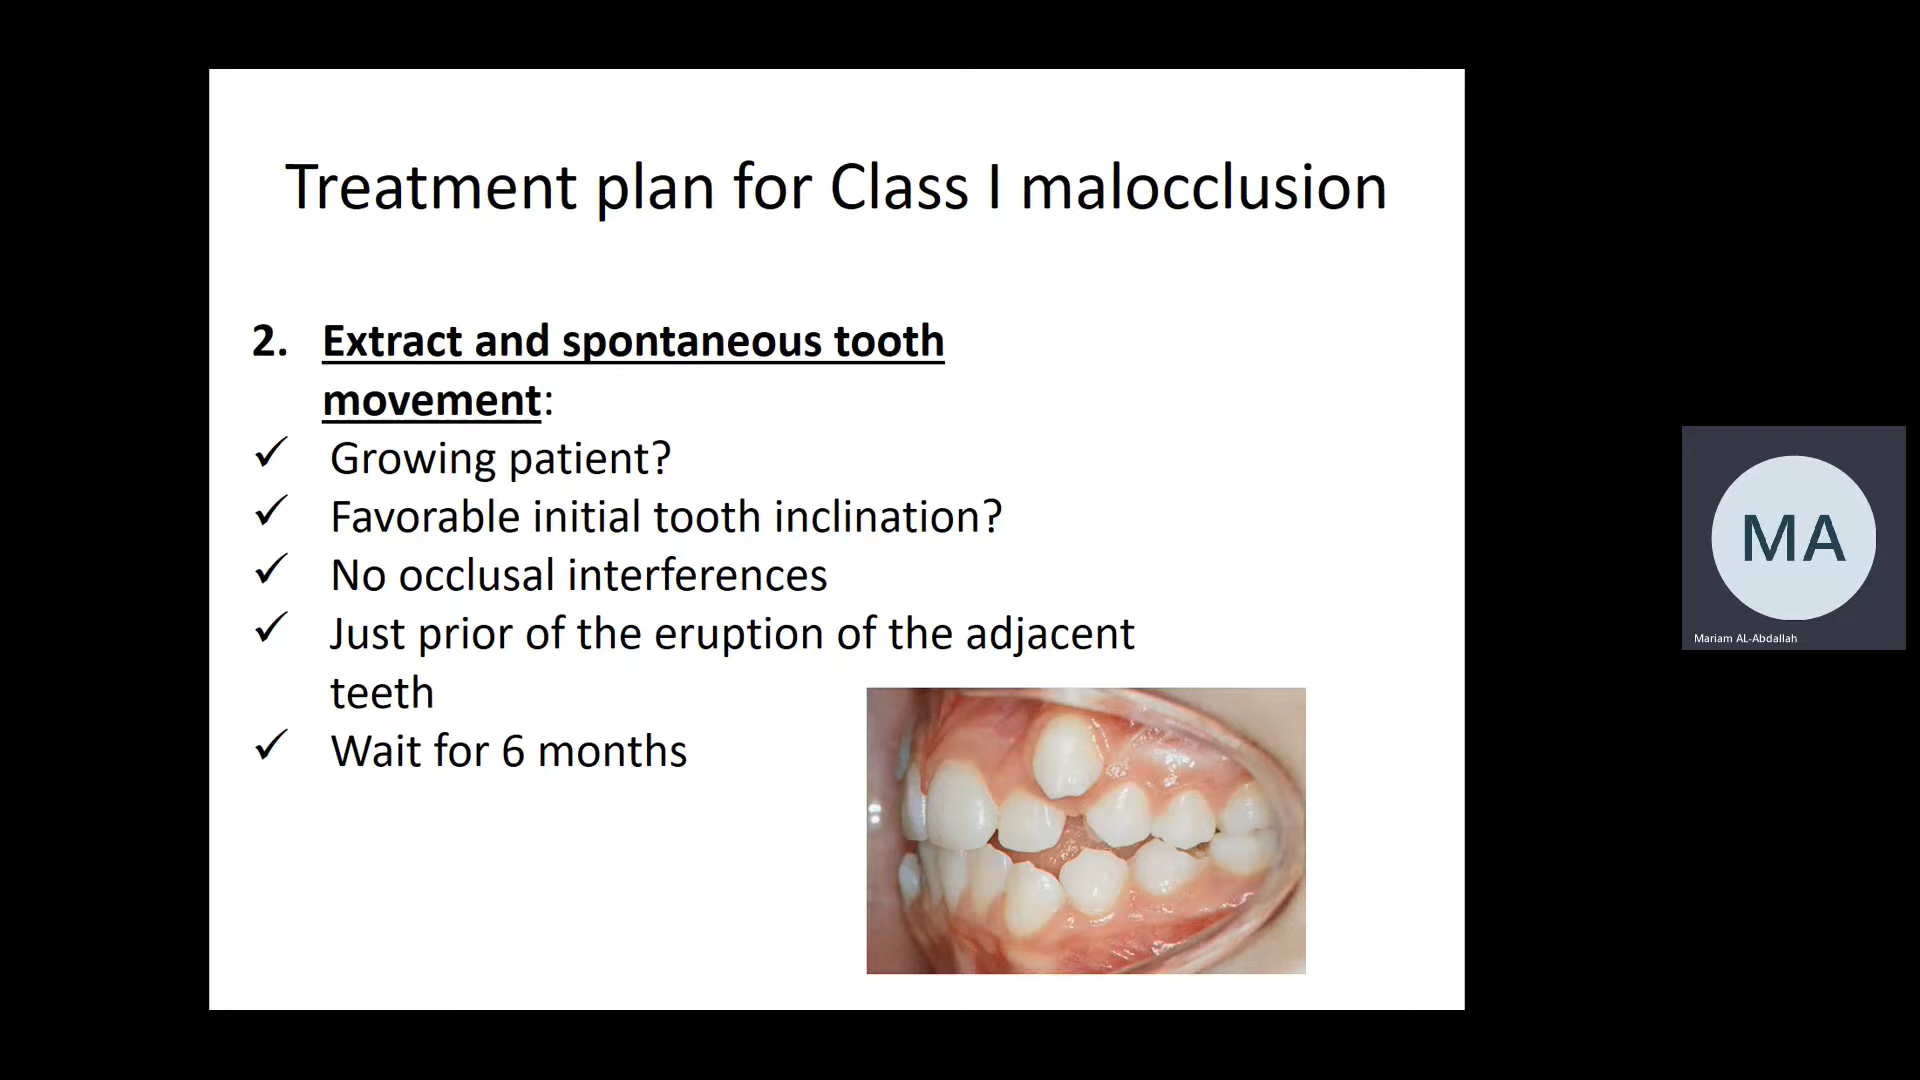 Treatment plan for Class I malocclusion
2. Extract and spontaneous tooth
movement:
✓ Growing patient?
✓ Favorable initial tooth inclination?
✓ No occlusal interferences
✓ Just prior of the eruption of the adjacent
teeth
✓ Wait for 6 months
MA
Mariam AL-Abdallah